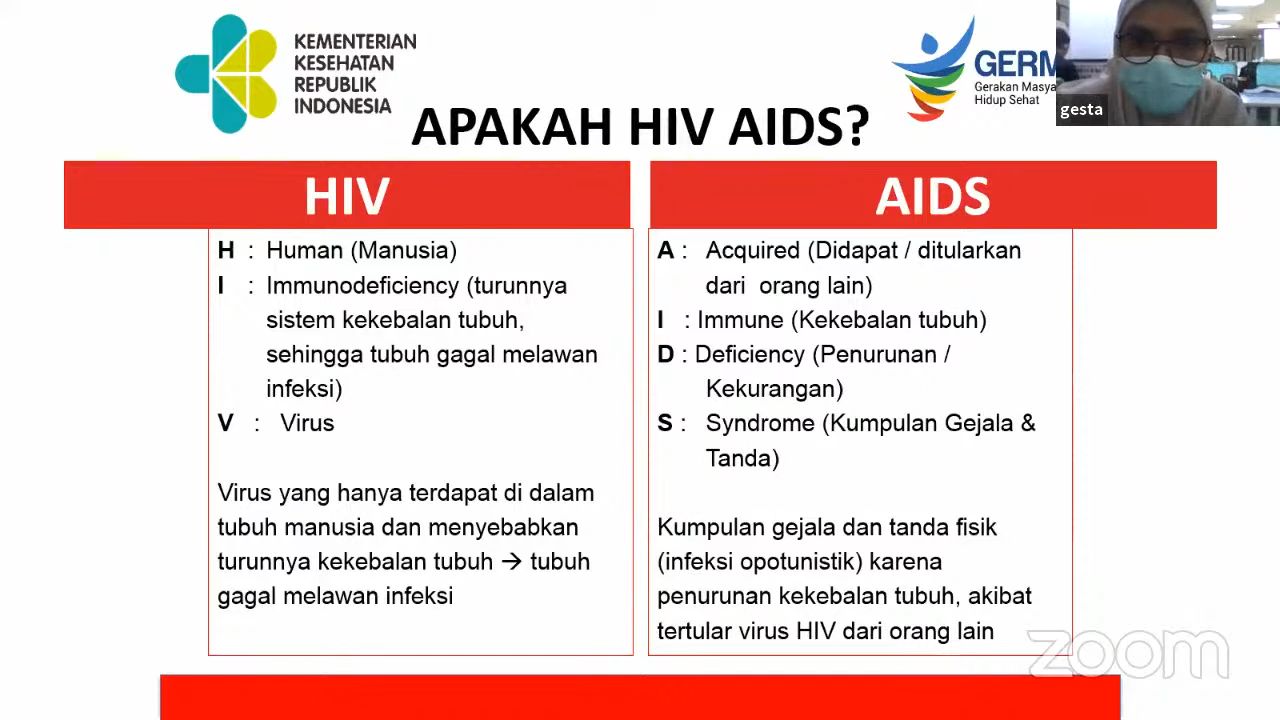 KEMENTERIAN
KESEHATAN
REPUBLIK
INDONESIA
GERM
Gerakan Masya
Hidup Sehat
gesta
APAKAH HIV AIDS?
HIV
H : Human (Manusia)
I : Immunodeficiency (turunnya
sistem kekebalan tubuh,
sehingga tubuh gagal melawan
infeksi)
V : Virus
Virus yang hanya terdapat di dalam
tubuh manusia dan menyebabkan
turunnya kekebalan tubuh → tubuh
gagal melawan infeksi
AIDS
A : Acquired (Didapat / ditularkan
dari orang lain)
I : Immune (Kekebalan tubuh)
D : Deficiency (Penurunan /
Kekurangan)
S : Syndrome (Kumpulan Gejala &
Tanda)
Kumpulan gejala dan tanda fisik
(infeksi opotunistik) karena
penurunan kekebalan tubuh, akibat
tertular virus HIV dari orang lain
zoom